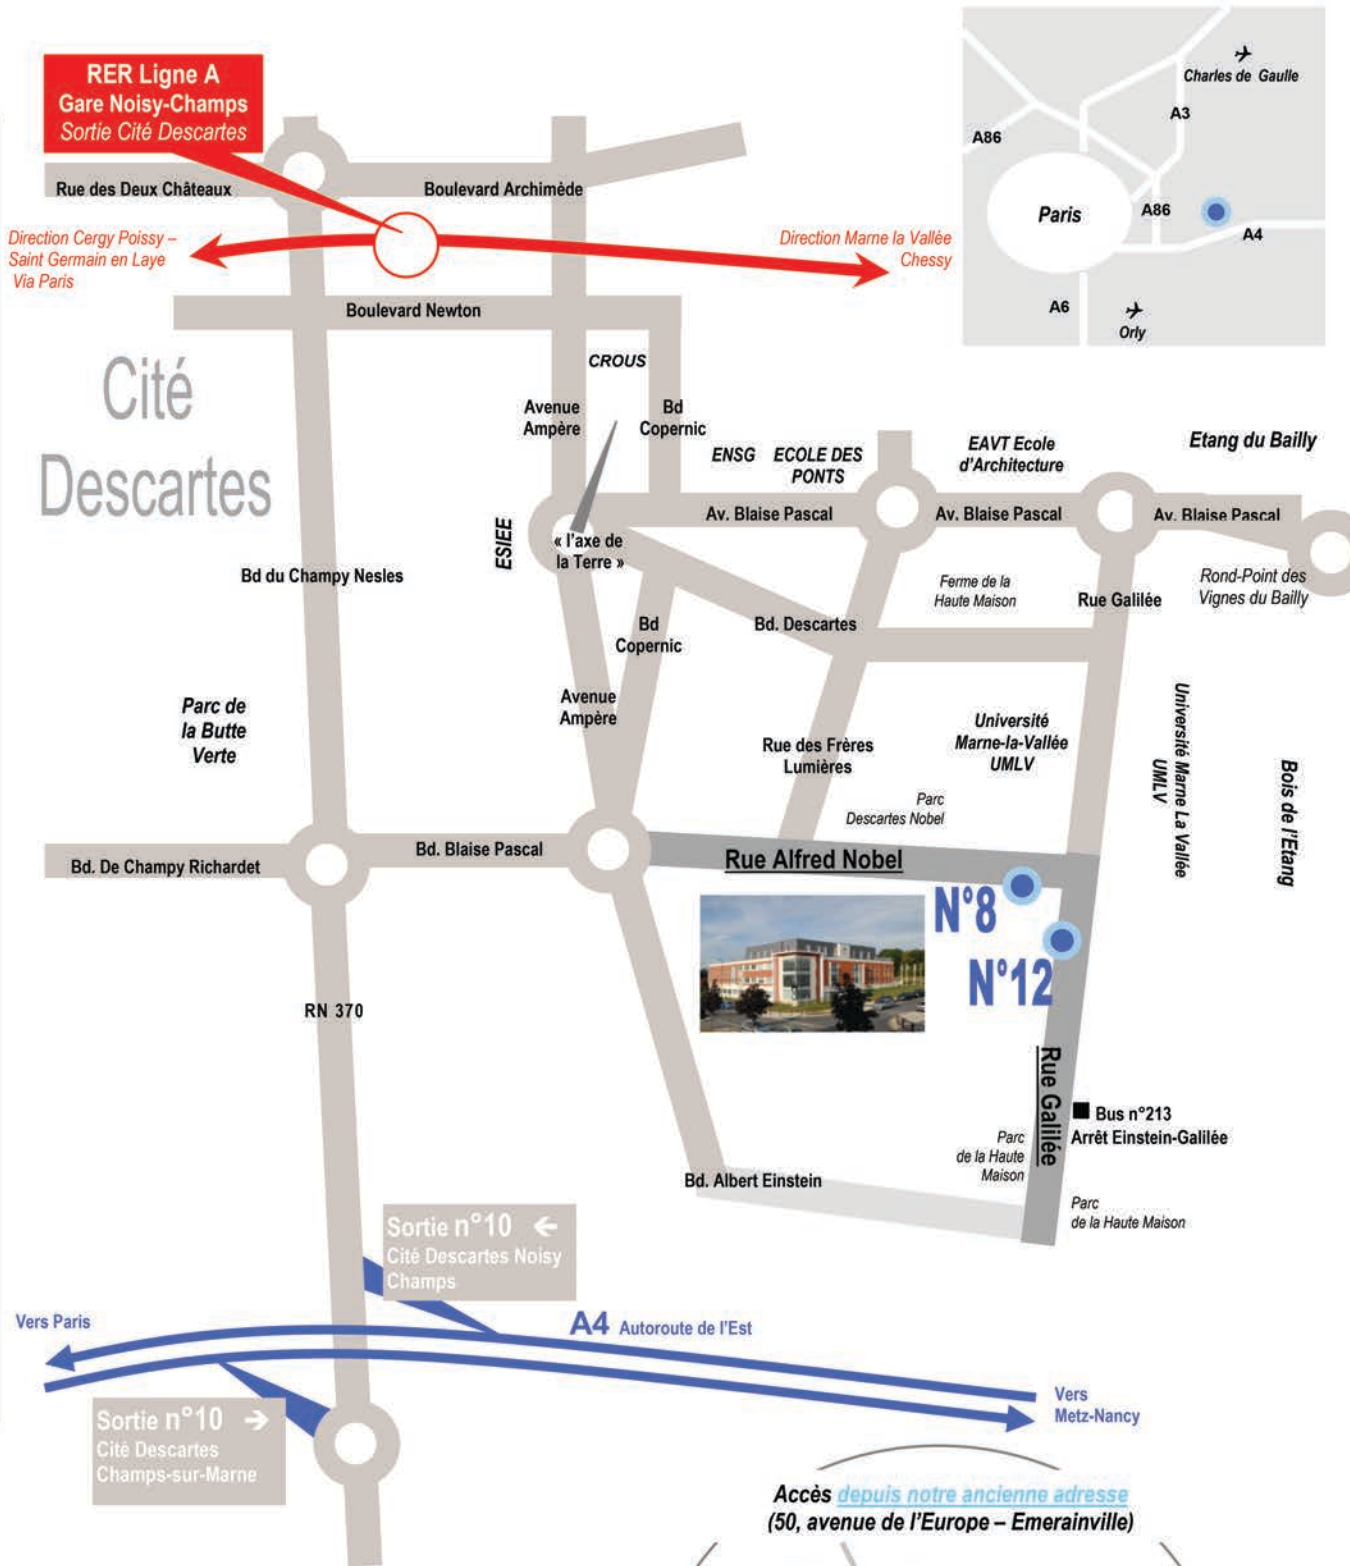 RER Ligne A
Gare Noisy-Champs
Sortie Cité Descartes
Charles de Gaulle
A3
A86
Paris
A86
A4
A6
Orly
Rue des Deux Châteaux
Boulevard Archimède
Direction Cergy Poissy –
Saint Germain en Laye
Via Paris
Direction Marne la Vallée
Chessy
Boulevard Newton
Cité
Descartes
CROUS
Avenue
Ampère
Bd
Copernic
ENSG
ECOLE DES
PONTS
EAVT Ecole
d'Architecture
Etang du Bailly
Av. Blaise Pascal
Av. Blaise Pascal
Av. Blaise Pascal
ESIEE
« l'axe de
la Terre »
Bd du Champy Nesles
Ferme de la
Haute Maison
Rue Galilée
Rond-Point des
Vignes du Bailly
Bd
Copernic
Bd. Descartes
Avenue
Ampère
Parc de
la Butte
Verte
Rue des Frères
Lumières
Université
Marne-la-Vallée
UMLV
Université Marne La Vallée
UMLV
Bois de l'Etang
Parc
Descartes Nobel
Bd. De Champy Richardet
Bd. Blaise Pascal
Rue Alfred Nobel
N°8
N°12
RN 370
Rue Galilée
Bus n°213
Arrêt Einstein-Galilée
Parc
de la Haute
Maison
Bd. Albert Einstein
Parc
de la Haute Maison
Sortie n°10 ←
Cité Descartes Noisy
Champs
Vers Paris
A4 Autoroute de l'Est
Vers
Metz-Nancy
Sortie n°10 →
Cité Descartes
Champs-sur-Marne
Accès depuis notre ancienne adresse
(50, avenue de l'Europe – Emerainville)